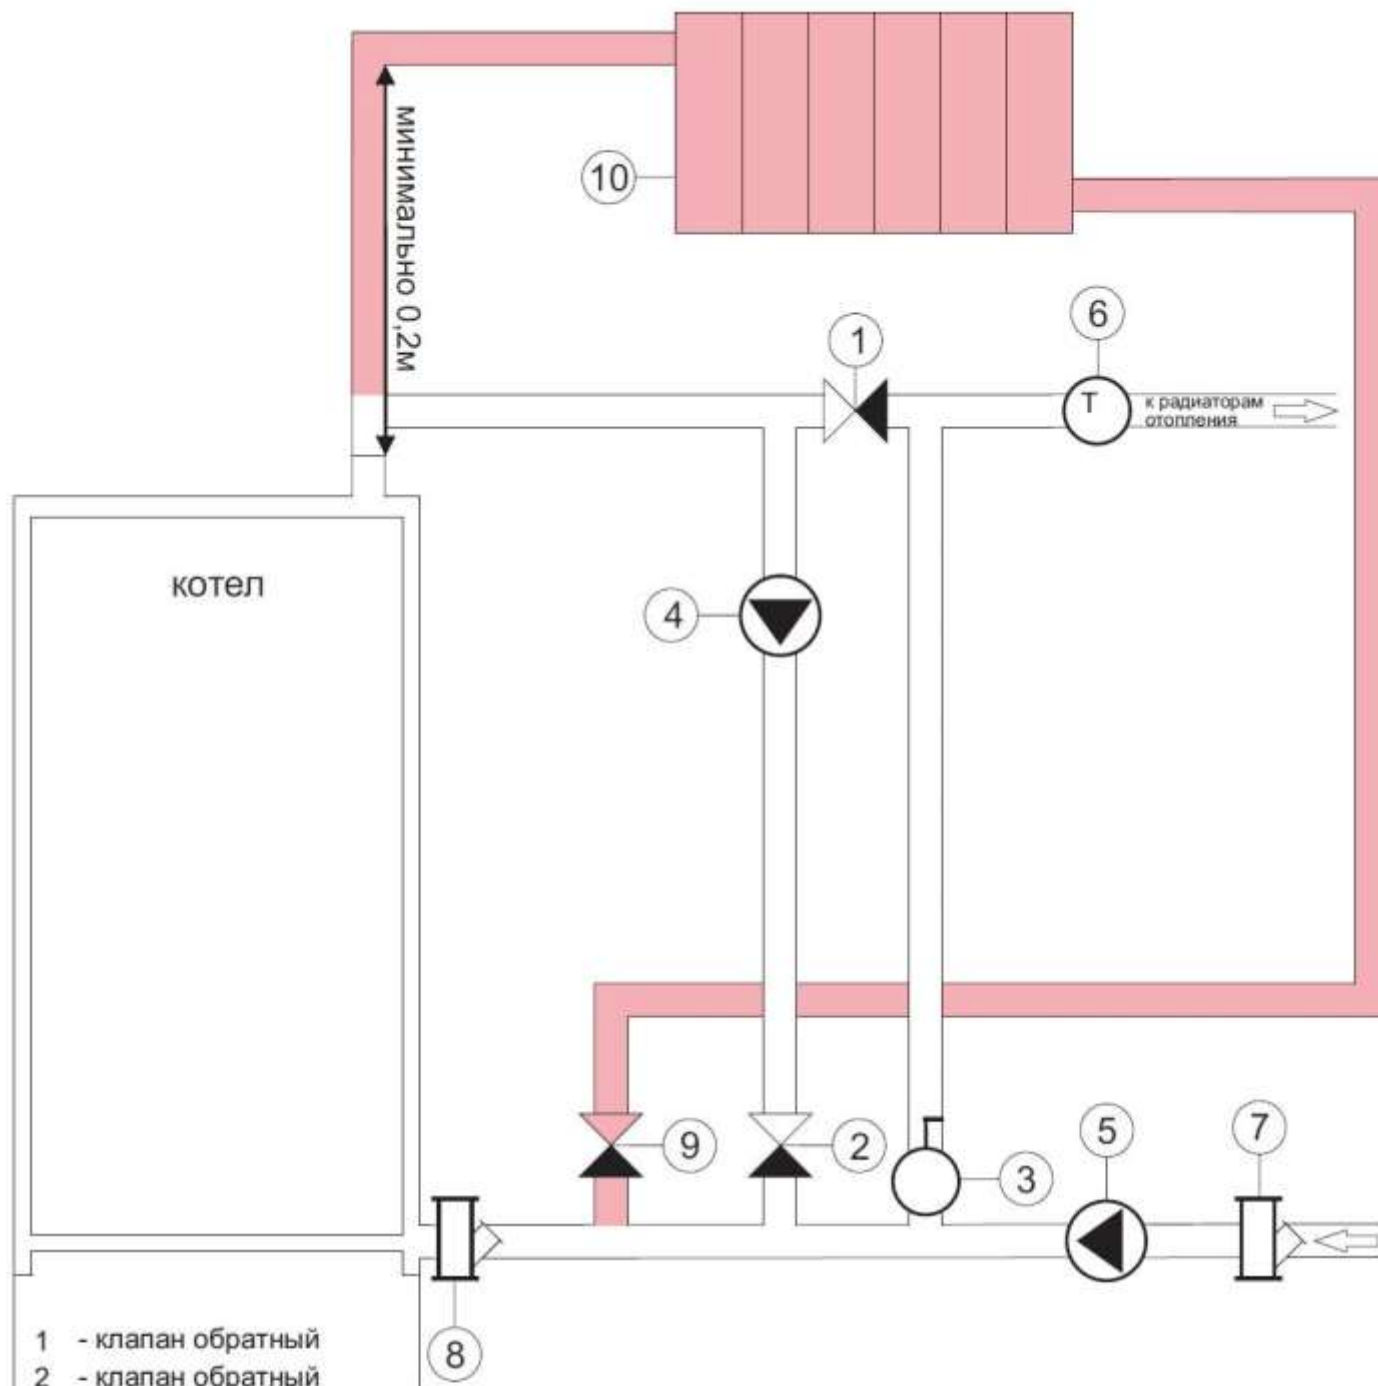 минимально 0,2м
10
6
1
Т
к радиаторам
отопления
котел
4
9
2
3
5
7
8
1 - клапан обратный
2 - клапан обратный